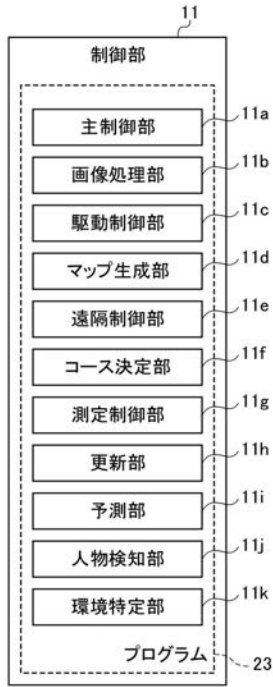 11
制御部
主制御部 11a
画像処理部 11b
駆動制御部 11c
マップ生成部 11d
遠隔制御部 11e
コース決定部 11f
測定制御部 11g
更新部 11h
予測部 11i
人物検知部 11j
環境特定部 11k
プログラム 23